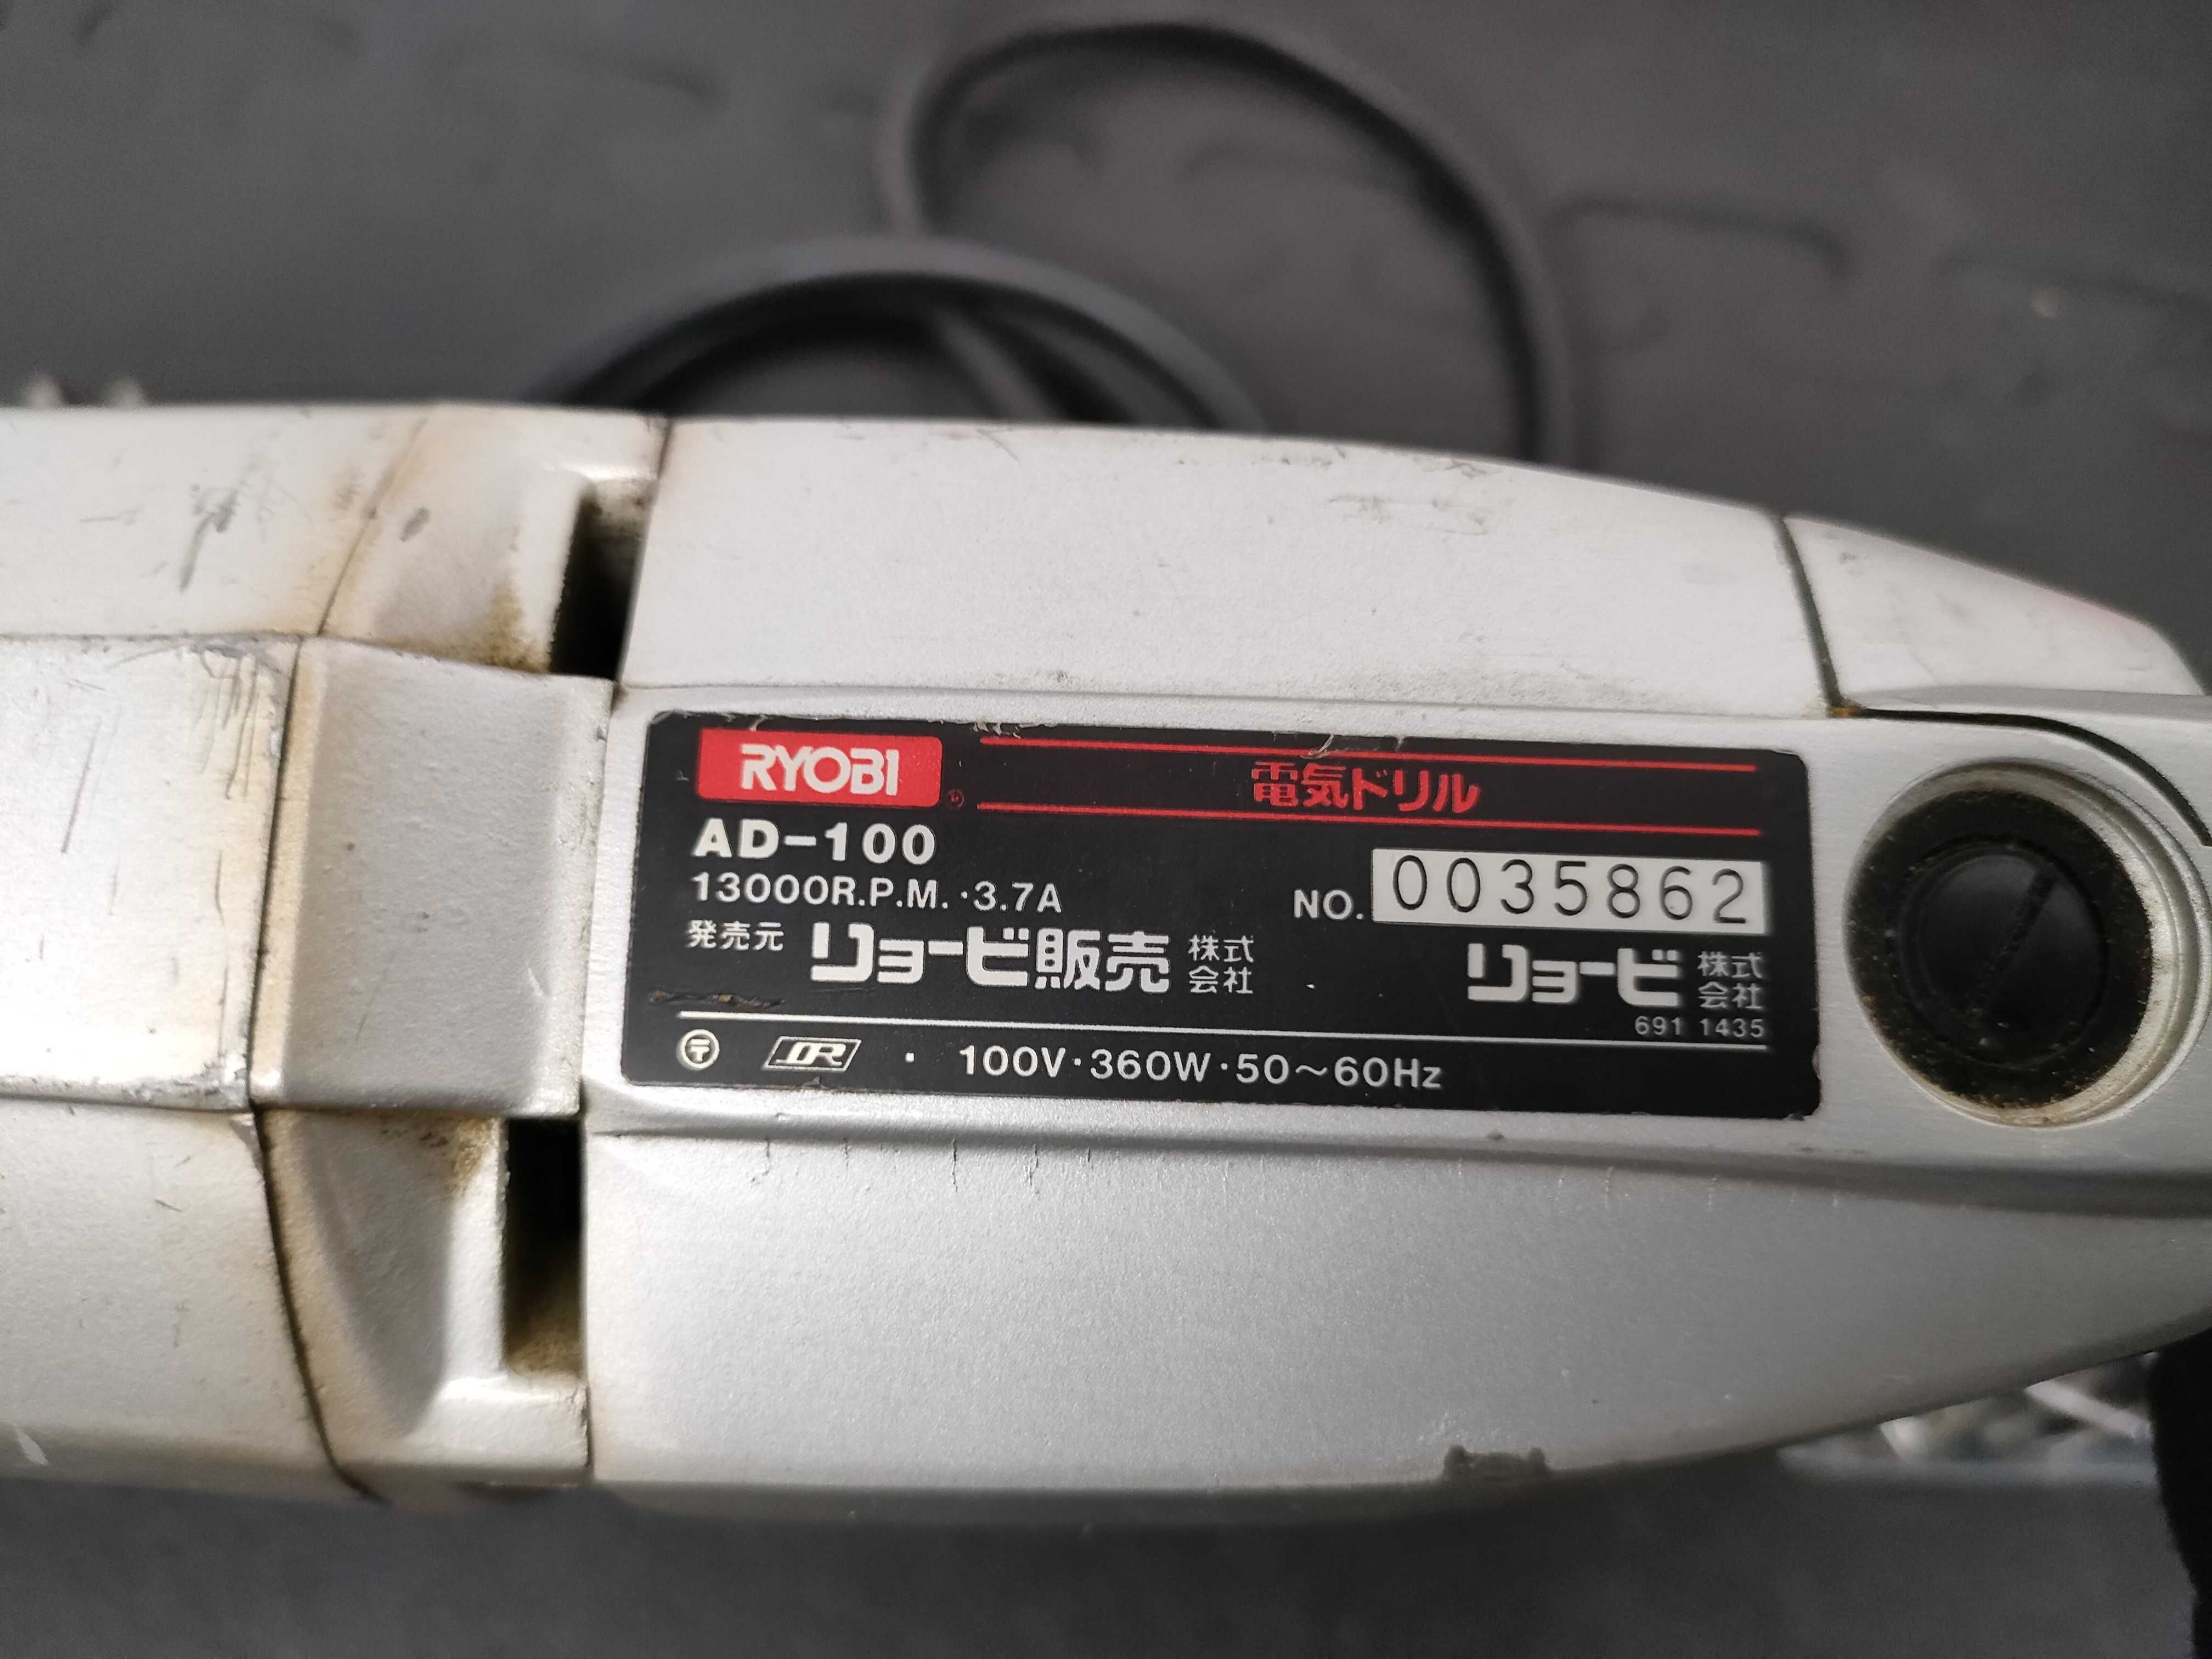 RYOBI
電気ドリル
AD-100
13000R.P.M.・3.7A
NO. 0035862
発売元 リョービ販売 株式会社
リョービ 株式会社
691 1435
〒 JR ・ 100V・360W・50～60Hz